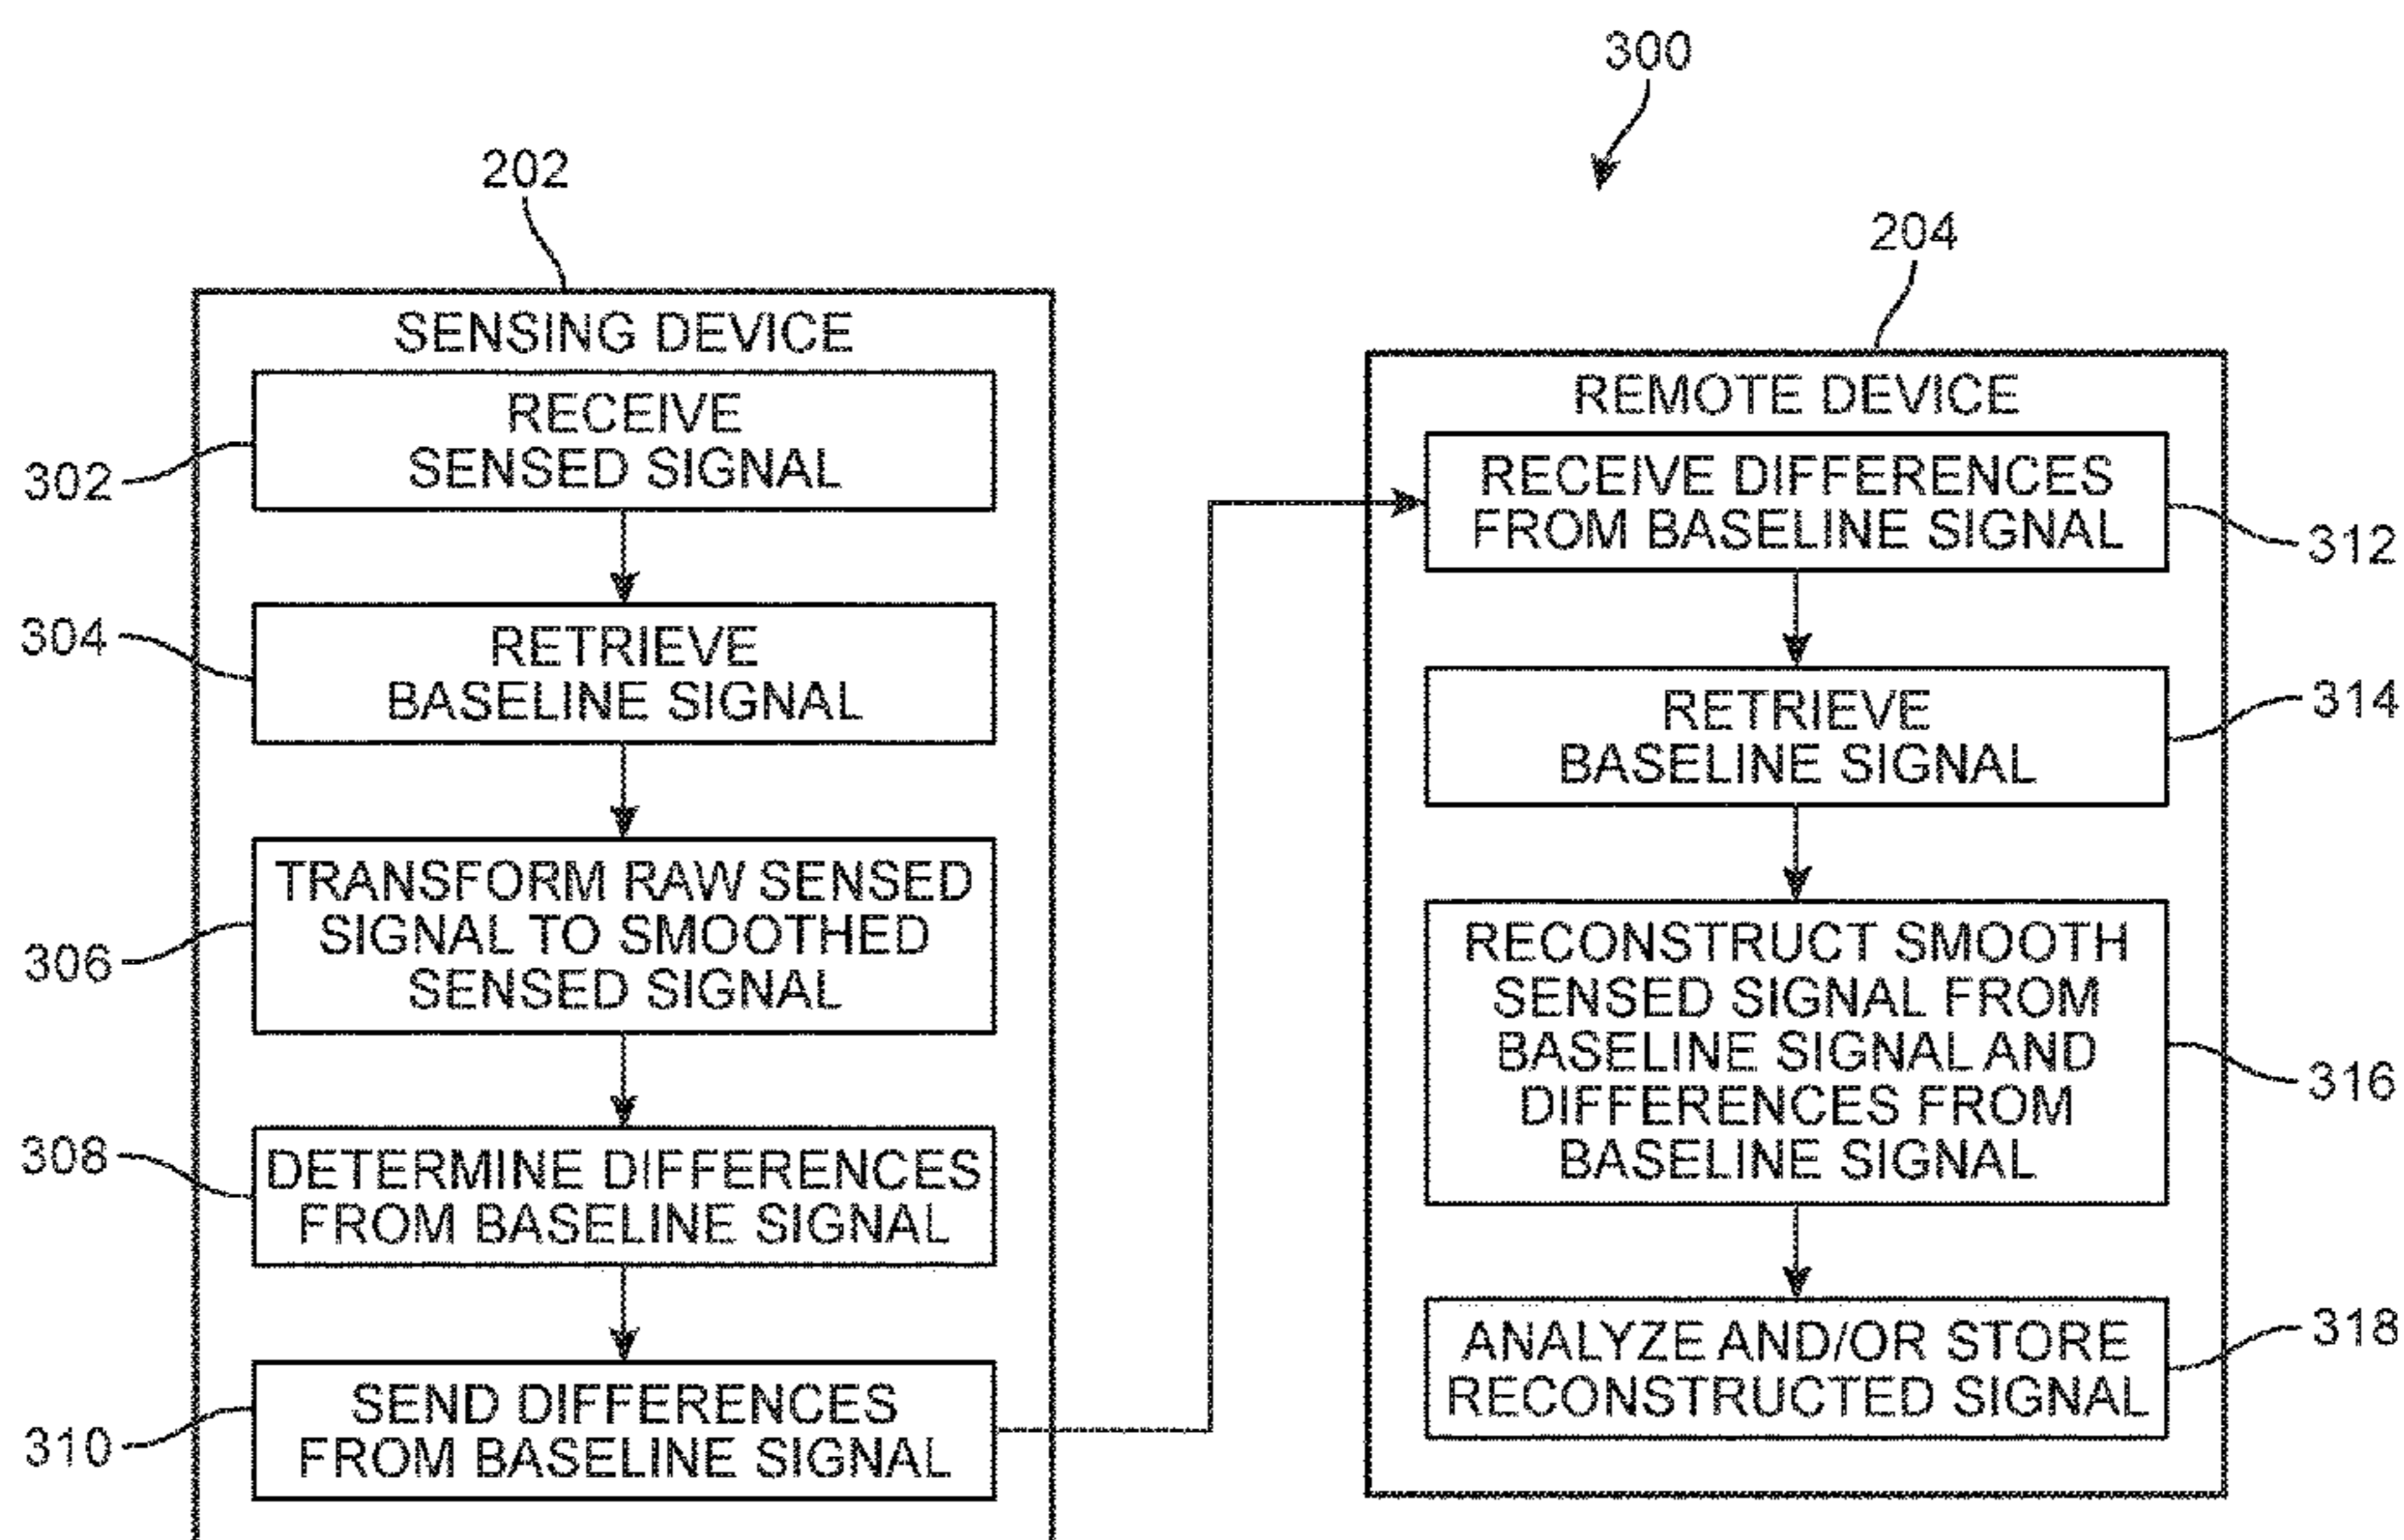 300
202
SENSING DEVICE
302
RECEIVE
SENSED SIGNAL
304
RETRIEVE
BASELINE SIGNAL
306
TRANSFORM RAW SENSED
SIGNAL TO SMOOTHED
SENSED SIGNAL
308
DETERMINE DIFFERENCES
FROM BASELINE SIGNAL
310
SEND DIFFERENCES
FROM BASELINE SIGNAL
204
REMOTE DEVICE
RECEIVE DIFFERENCES
FROM BASELINE SIGNAL
312
RETRIEVE
BASELINE SIGNAL
314
RECONSTRUCT SMOOTH
SENSED SIGNAL FROM
BASELINE SIGNAL AND
DIFFERENCES FROM
BASELINE SIGNAL
316
ANALYZE AND/OR STORE
RECONSTRUCTED SIGNAL
318